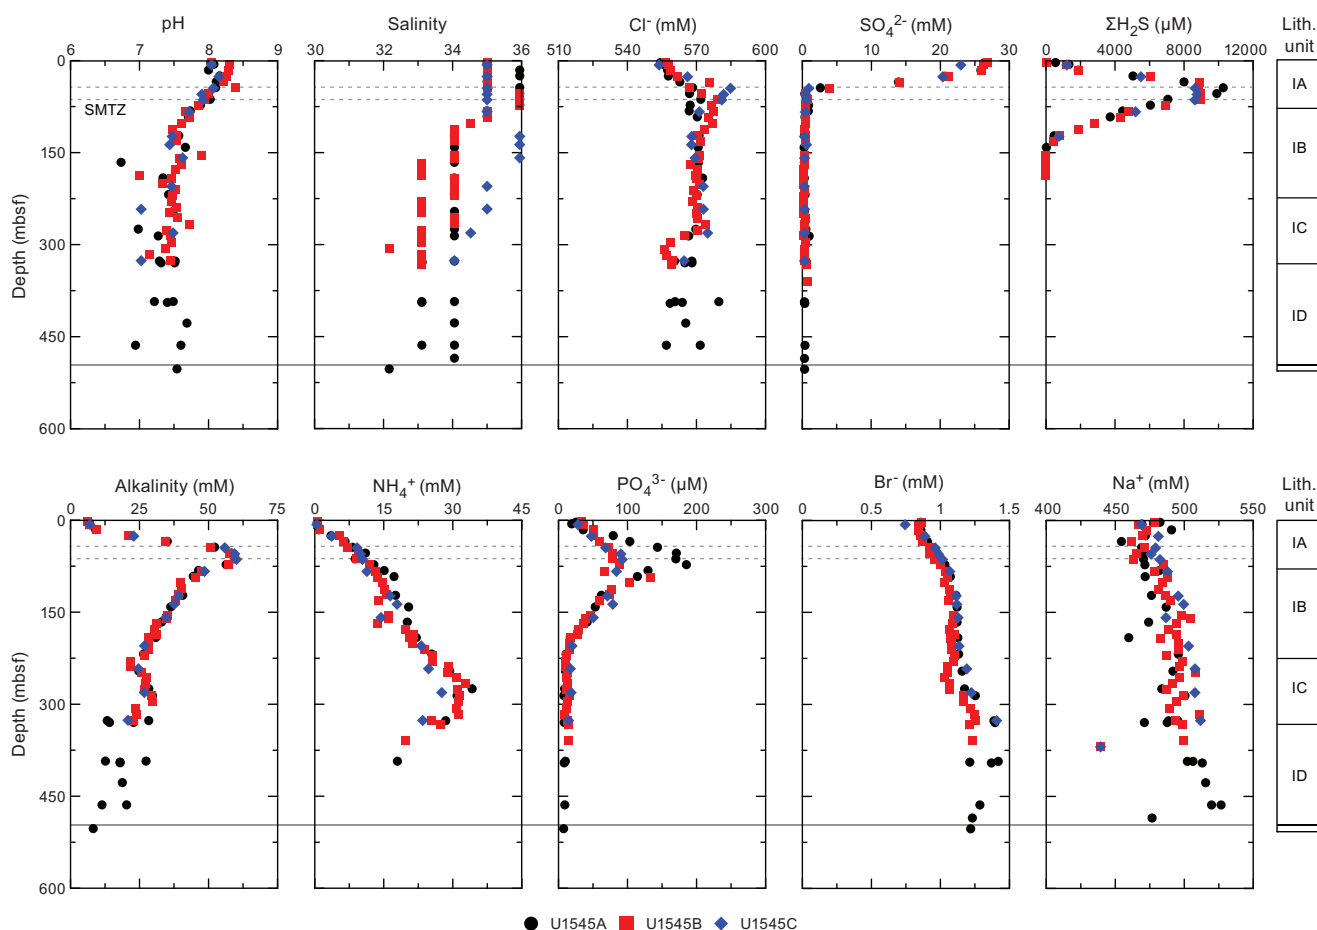 pH Salinity Cl⁻ (mM) SO₄²⁻ (mM) ΣH₂S (µM) Lith.
unit
6 7 8 9 30 32 34 36 510 540 570 600 0 10 20 30 0 4000 8000 12000
0
SMTZ
150
300
450
600
Depth (mbsf)
IA
IB
IC
ID
Alkalinity (mM) NH₄⁺ (mM) PO₄³⁻ (µM) Br⁻ (mM) Na⁺ (mM) Lith.
unit
0 25 50 75 0 15 30 45 0 100 200 300 0 0.5 1 1.5 400 450 500 550
0
150
300
450
600
Depth (mbsf)
IA
IB
IC
ID
U1545A U1545B U1545C